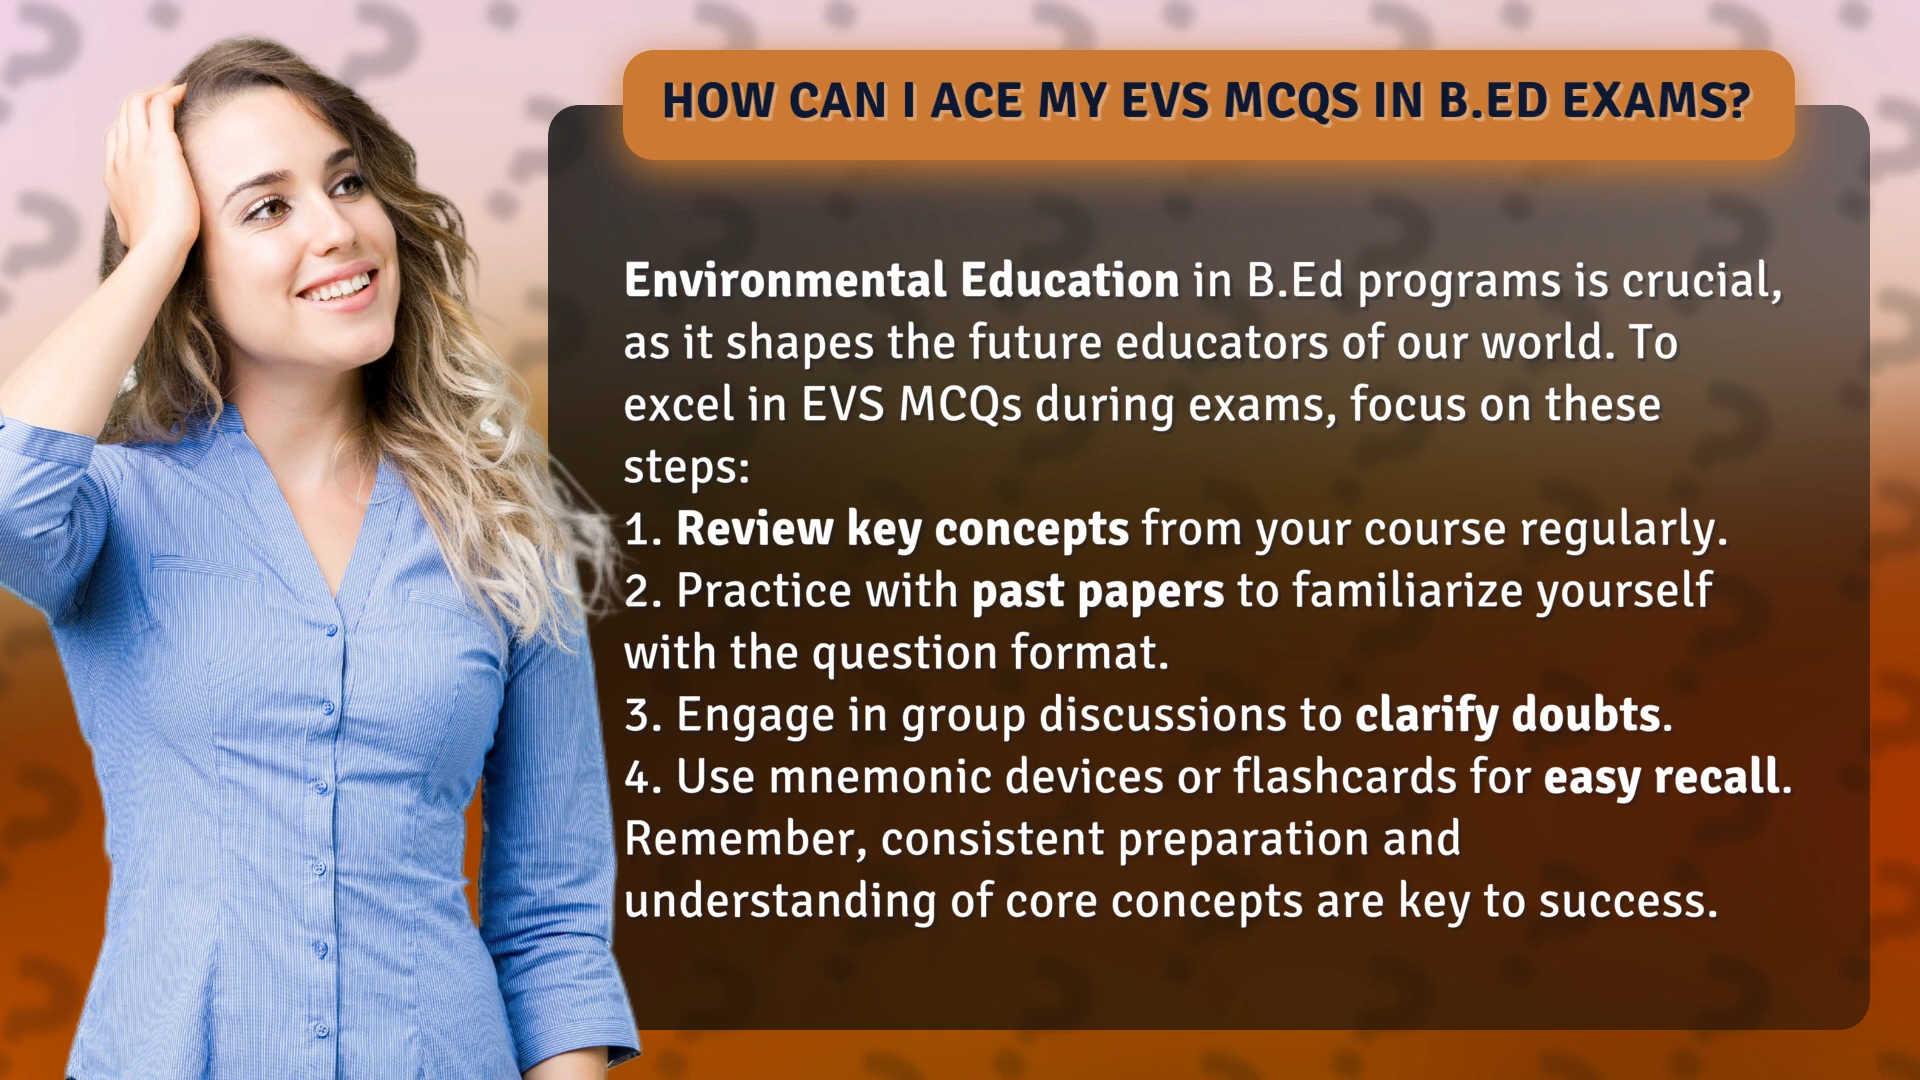 HOW CAN I ACE MY EVS MCQS IN B.ED EXAMS?
Environmental Education in B.Ed programs is crucial,
as it shapes the future educators of our world. To
excel in EVS MCQs during exams, focus on these
steps:
1. Review key concepts from your course regularly.
2. Practice with past papers to familiarize yourself
with the question format.
3. Engage in group discussions to clarify doubts.
4. Use mnemonic devices or flashcards for easy recall.
Remember, consistent preparation and
understanding of core concepts are key to success.